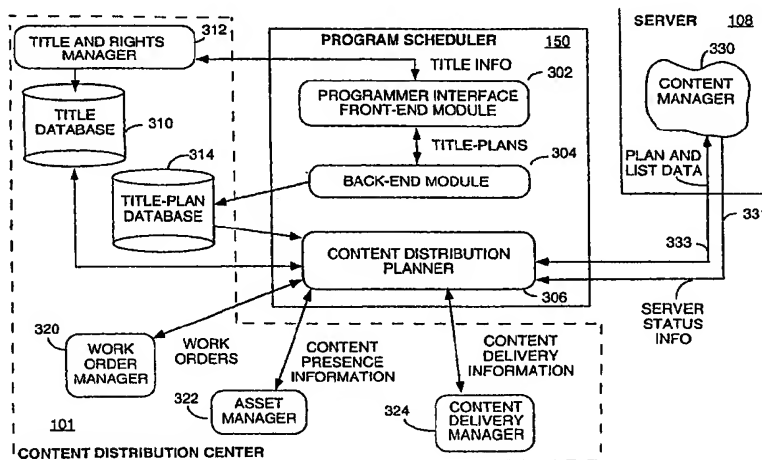 312
TITLE AND RIGHTS
MANAGER
PROGRAM SCHEDULER
150
TITLE INFO
302
PROGRAMMER INTERFACE
FRONT-END MODULE
TITLE
DATABASE
310
TITLE-PLANS
304
314
BACK-END MODULE
TITLE-PLAN
DATABASE
CONTENT DISTRIBUTION
PLANNER
306
SERVER
108
330
CONTENT
MANAGER
PLAN AND
LIST DATA
331
333
SERVER
STATUS
INFO
320
WORK
ORDER
MANAGER
WORK
ORDERS
CONTENT
PRESENCE
INFORMATION
CONTENT
DELIVERY
INFORMATION
322
ASSET
MANAGER
324
CONTENT
DELIVERY
MANAGER
101
CONTENT DISTRIBUTION CENTER